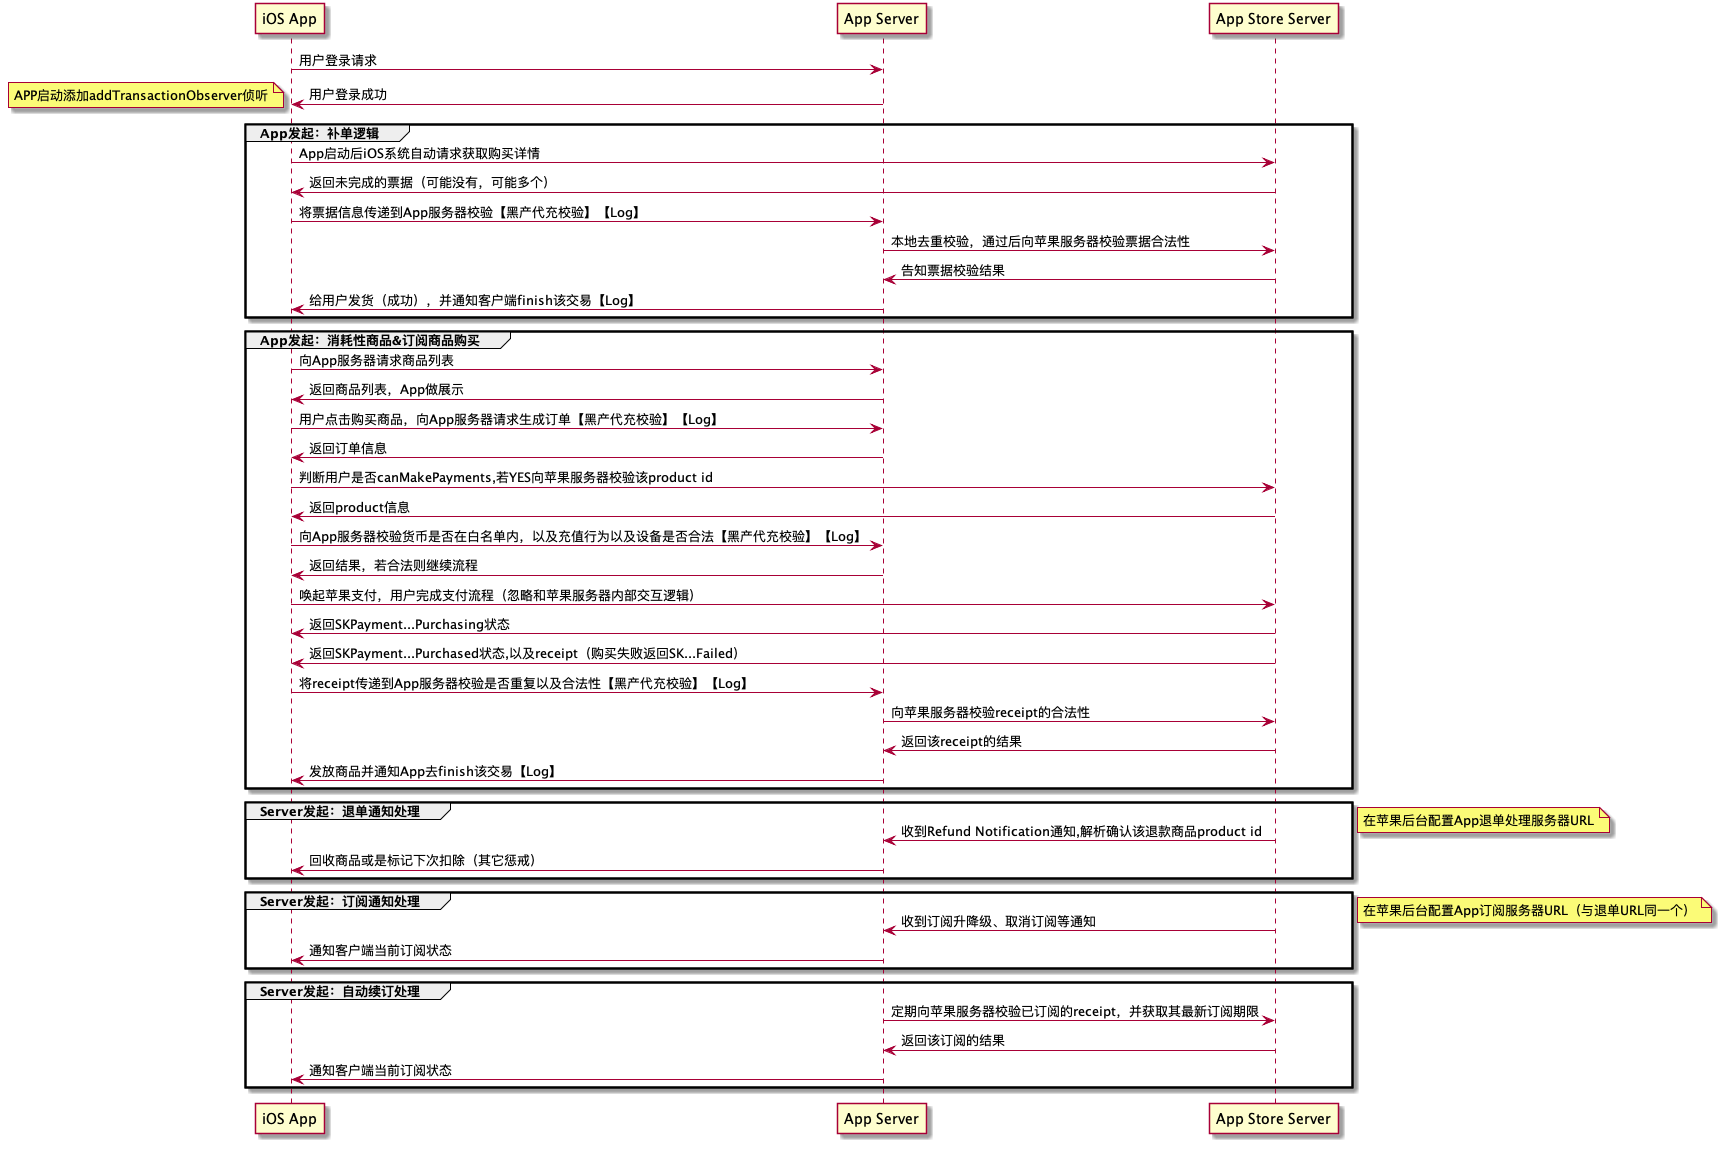 iOS App
App Server
App Store Server
用户登录请求
APP启动添加addTransactionObserver侦听
用户登录成功
App发起：补单逻辑
App启动后iOS系统自动请求获取购买详情
返回未完成的票据（可能没有，可能多个）
将票据信息传递到App服务器校验【黑产代充校验】【Log】
本地去重校验，通过后向苹果服务器校验票据合法性
告知票据校验结果
给用户发货（成功），并通知客户端finish该交易【Log】
App发起：消耗性商品&订阅商品购买
向App服务器请求商品列表
返回商品列表，App做展示
用户点击购买商品，向App服务器请求生成订单【黑产代充校验】【Log】
返回订单信息
判断用户是否canMakePayments,若YES向苹果服务器校验该product id
返回product信息
向App服务器校验货币是否在白名单内，以及充值行为以及设备是否合法【黑产代充校验】【Log】
返回结果，若合法则继续流程
唤起苹果支付，用户完成支付流程（忽略和苹果服务器内部交互逻辑）
返回SKPayment...Purchasing状态
返回SKPayment...Purchased状态,以及receipt（购买失败返回SK...Failed）
将receipt传递到App服务器校验是否重复以及合法性【黑产代充校验】【Log】
向苹果服务器校验receipt的合法性
返回该receipt的结果
发放商品并通知App去finish该交易【Log】
Server发起：退单通知处理
在苹果后台配置App退单处理服务器URL
收到Refund Notification通知,解析确认该退款商品product id
回收商品或是标记下次扣除（其它惩戒）
Server发起：订阅通知处理
在苹果后台配置App订阅服务器URL（与退单URL同一个）
收到订阅升降级、取消订阅等通知
通知客户端当前订阅状态
Server发起：自动续订处理
定期向苹果服务器校验已订阅的receipt，并获取其最新订阅期限
返回该订阅的结果
通知客户端当前订阅状态
iOS App
App Server
App Store Server